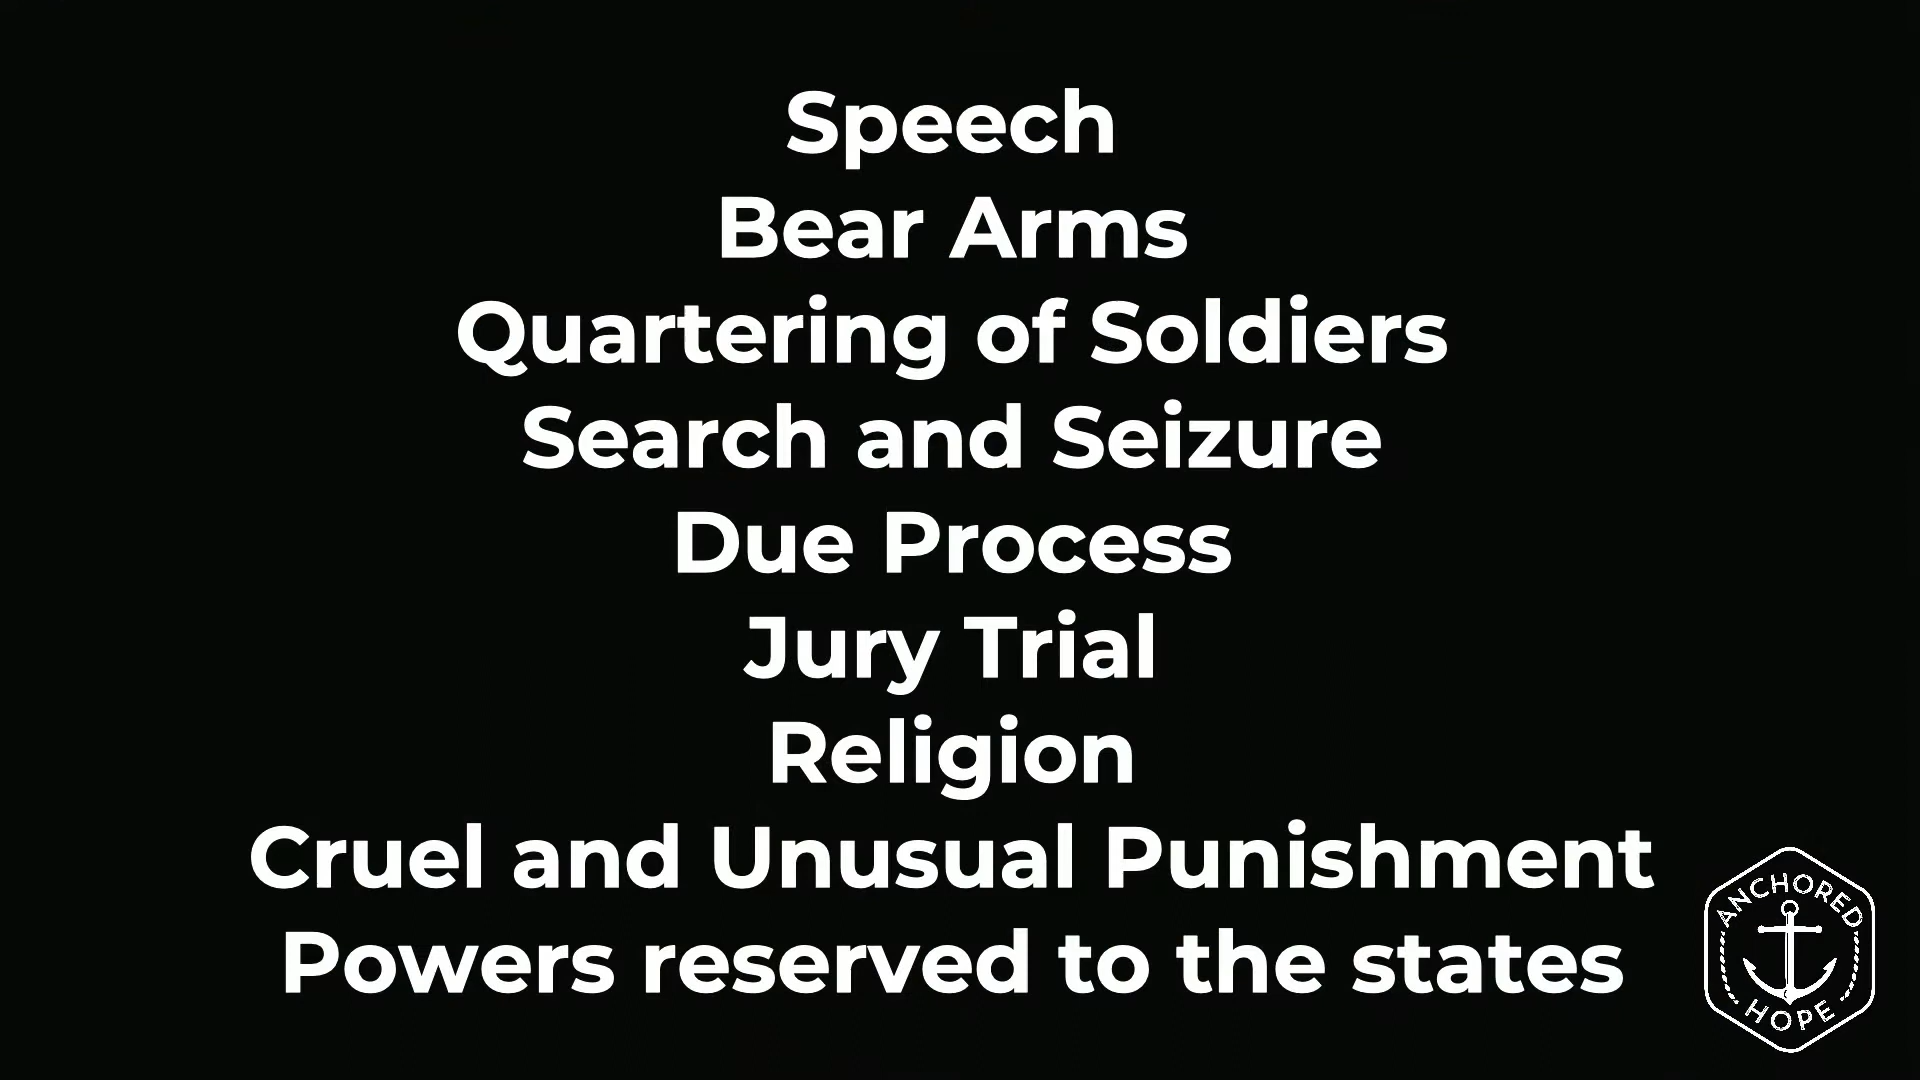 Speech
Bear Arms
Quartering of Soldiers
Search and Seizure
Due Process
Jury Trial
Religion
Cruel and Unusual Punishment
Powers reserved to the states
ANCHORED
HOPE